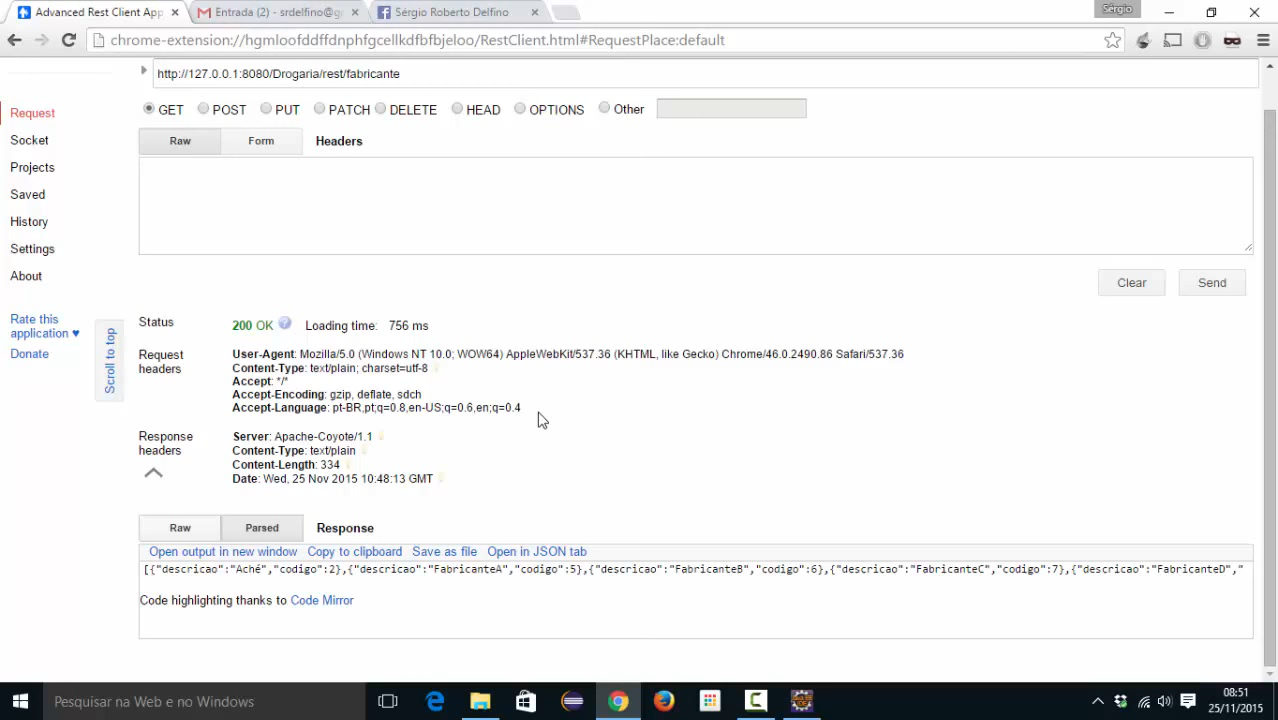 Advanced Rest Client App
Entrada (2) - srdelfino@g
Sérgio Roberto Delfino
Sérgio
chrome-extension://hgmloofddffdnphfgcellkdfbfbjeloo/RestClient.html#RequestPlace:default
http://127.0.0.1:8080/Drogaria/rest/fabricante
GET POST PUT PATCH DELETE HEAD OPTIONS Other
Request
Socket
Projects
Saved
History
Settings
About
Rate this
application ♥
Donate
Scroll to top
Raw Form Headers
Clear Send
Status 200 OK Loading time: 756 ms
Request
headers
User-Agent: Mozilla/5.0 (Windows NT 10.0; WOW64) AppleWebKit/537.36 (KHTML, like Gecko) Chrome/46.0.2490.86 Safari/537.36
Content-Type: text/plain; charset=utf-8
Accept: */*
Accept-Encoding: gzip, deflate, sdch
Accept-Language: pt-BR,pt;q=0.8,en-US;q=0.6,en;q=0.4
Response
headers
Server: Apache-Coyote/1.1
Content-Type: text/plain
Content-Length: 334
Date: Wed, 25 Nov 2015 10:48:13 GMT
Raw Parsed Response
Open output in new window Copy to clipboard Save as file Open in JSON tab
[{"descricao":"Aché","codigo":2},{"descricao":"FabricanteA","codigo":5},{"descricao":"FabricanteB","codigo":6},{"descricao":"FabricanteC","codigo":7},{"descricao":"FabricanteD","
Code highlighting thanks to Code Mirror
Pesquisar na Web e no Windows
08:51
25/11/2015